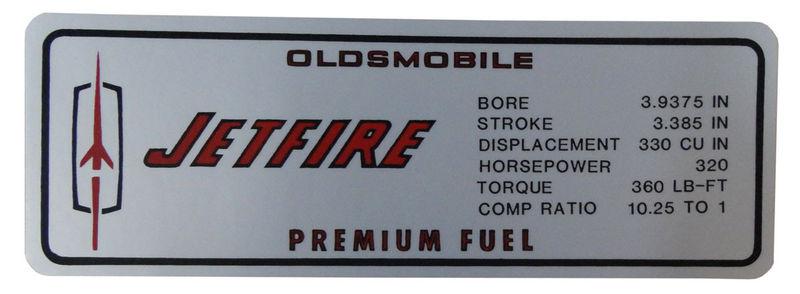 OLDSMOBILE
JETFIRE
BORE 3.9375 IN
STROKE 3.385 IN
DISPLACEMENT 330 CU IN
HORSEPOWER 320
TORQUE 360 LB-FT
COMP RATIO 10.25 TO 1
PREMIUM FUEL